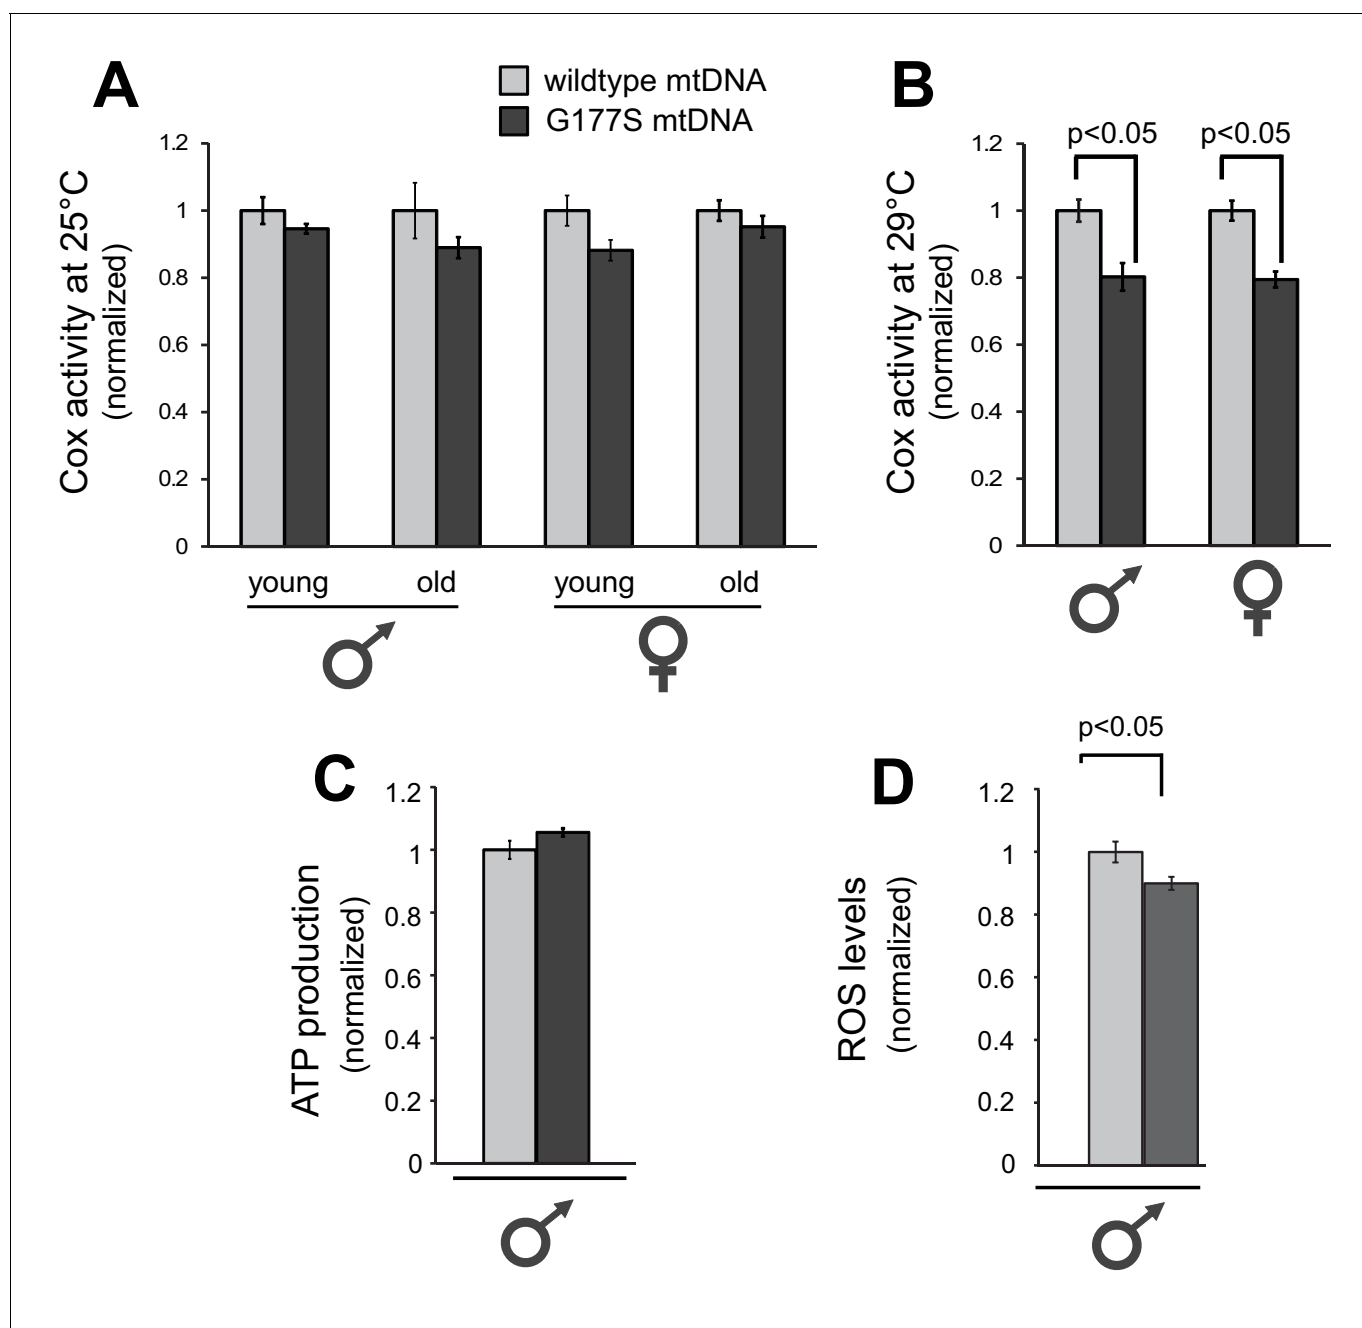 A
wildtype mtDNA
G177S mtDNA
Cox activity at 25°C
(normalized)
1.2
1
0.8
0.6
0.4
0.2
0
young
old
young
old
B
p<0.05
p<0.05
Cox activity at 29°C
(normalized)
1.2
1
0.8
0.6
0.4
0.2
0
C
ATP production
(normalized)
1.2
1
0.8
0.6
0.4
0.2
0
D
p<0.05
ROS levels
(normalized)
1.2
1
0.8
0.6
0.4
0.2
0